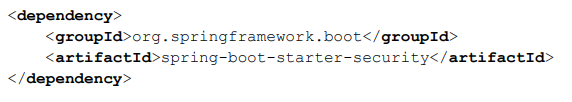 <dependency>
    <groupId>org.springframework.boot</groupId>
    <artifactId>spring-boot-starter-security</artifactId>
</dependency>